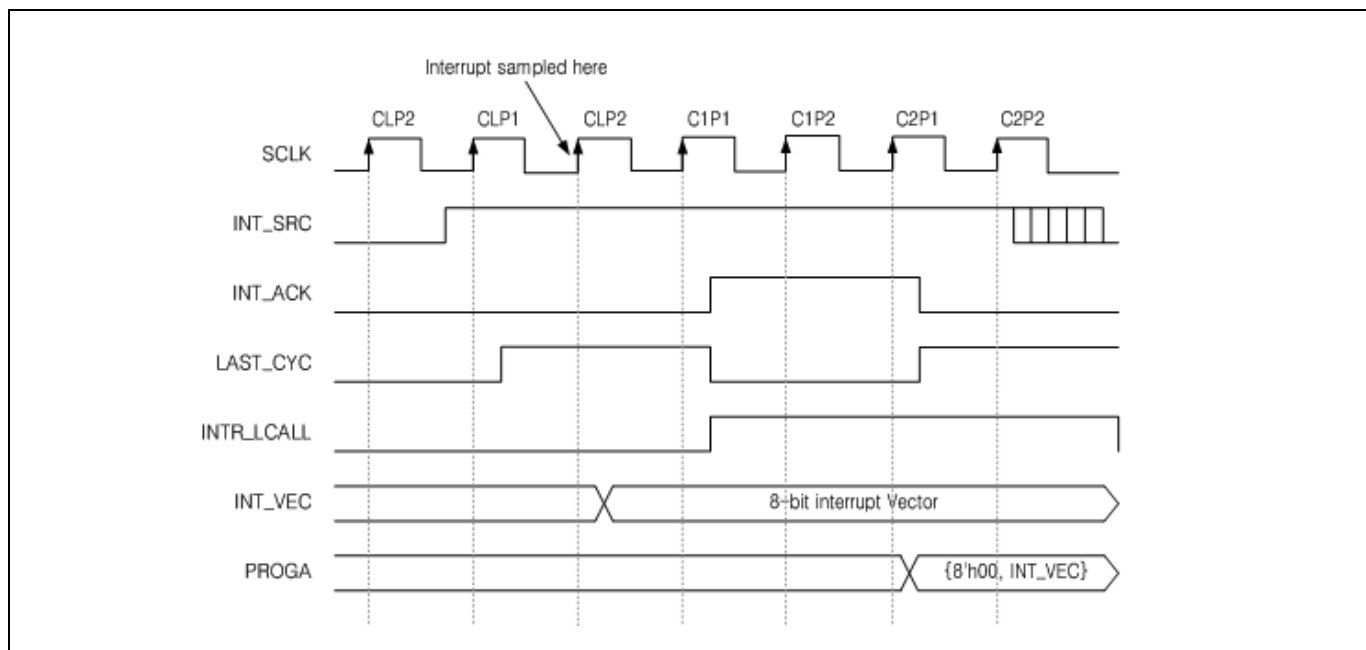 Interrupt sampled here
CLP2 CLP1 CLP2 C1P1 C1P2 C2P1 C2P2
SCLK
INT_SRC
INT_ACK
LAST_CYC
INTR_LCALL
INT_VEC 8-bit interrupt Vector
PROGA {8'h00, INT_VEC}